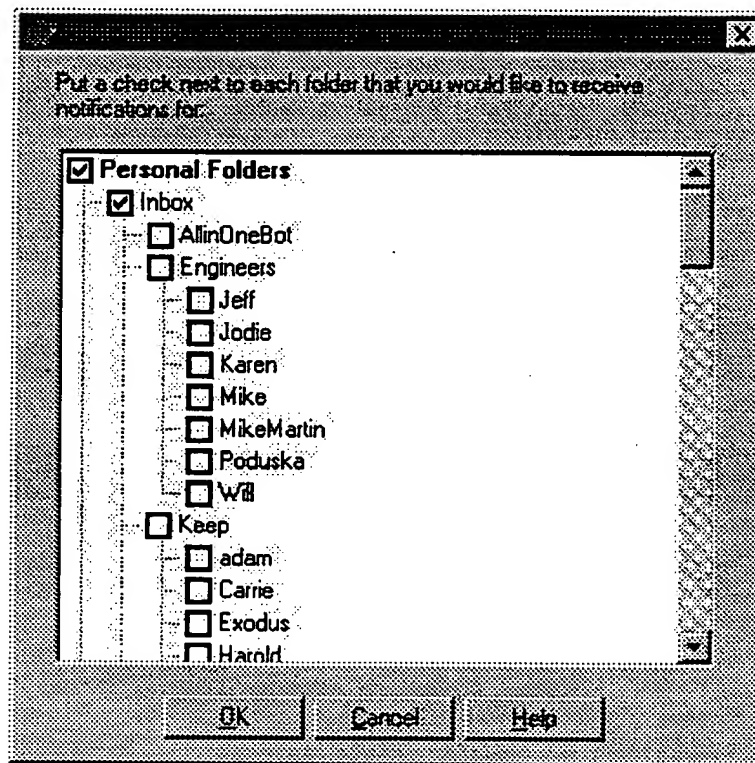 Put a check next to each folder that you would like to receive
notifications for:
Personal Folders
Inbox
AllinOneBot
Engineers
Jeff
Jodie
Karen
Mike
MikeMartin
Poduska
Will
Keep
adam
Carrie
Exodus
Harold
OK
Cancel
Help